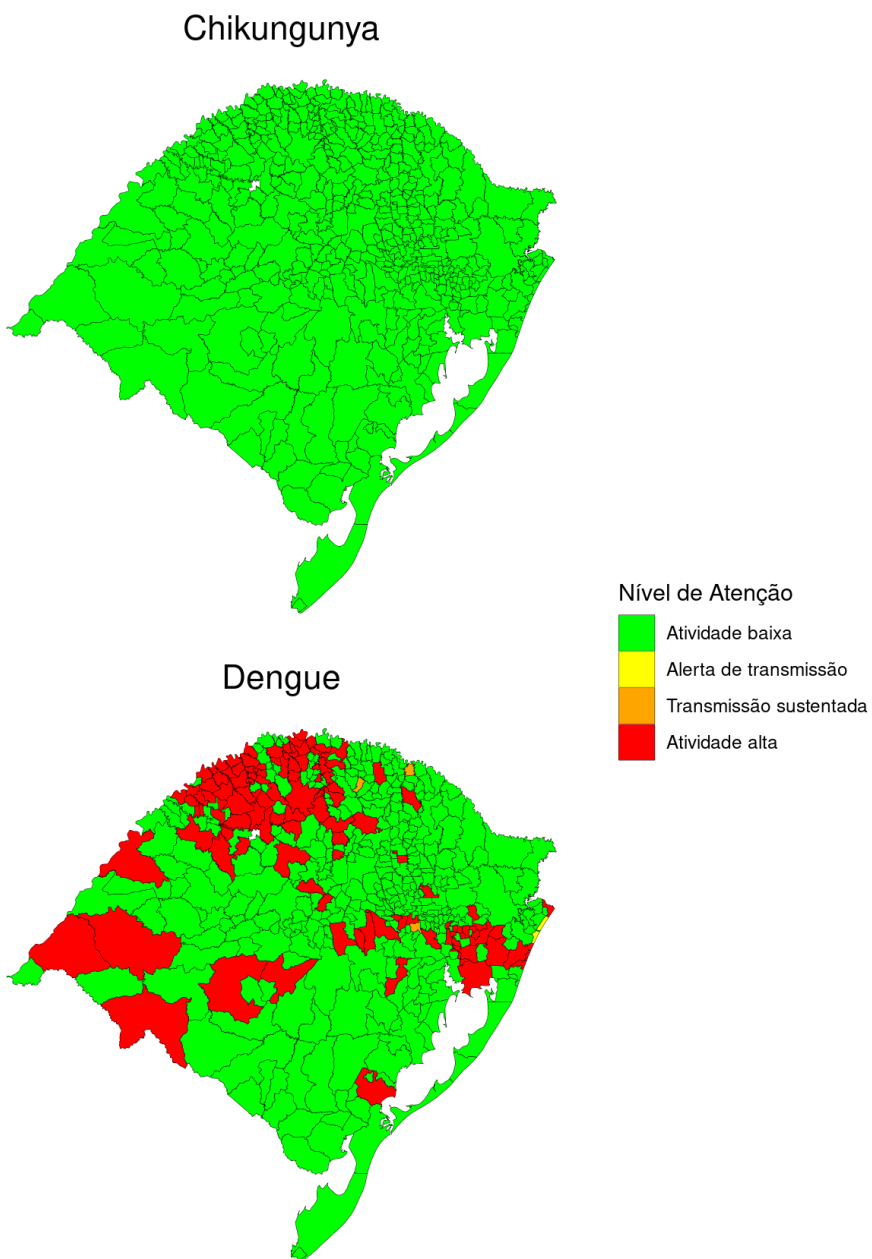 Chikungunya
Nível de Atenção
Atividade baixa
Alerta de transmissão
Transmissão sustentada
Atividade alta
Dengue